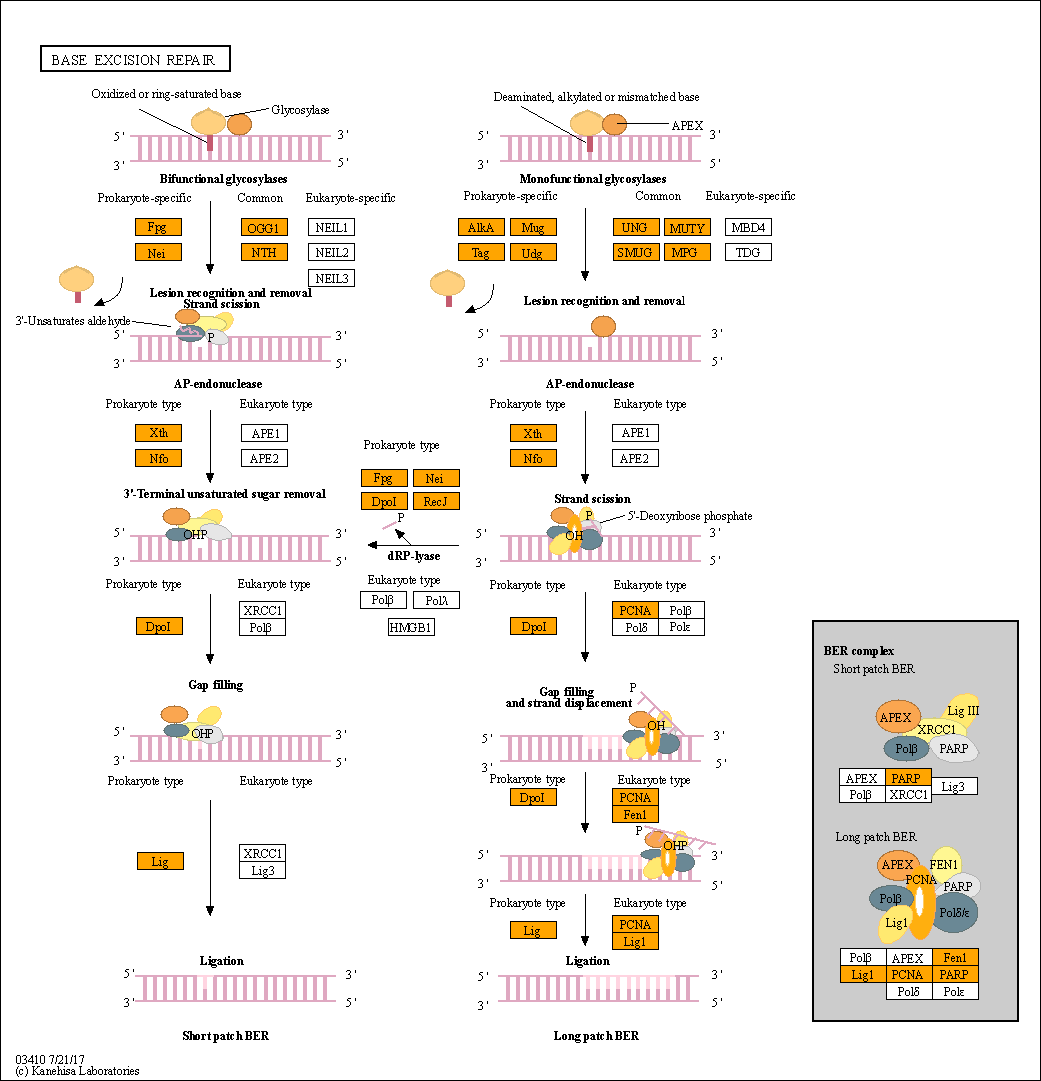 BASE EXCISION REPAIR
Oxidized or ring-saturated base
Glycosylase
5' 3'
3' 5'
Bifunctional glycosylases
Prokaryote-specific Common Eukaryote-specific
Fpg OGG1 NEIL1
Nei NTH NEIL2
NEIL3
Lesion recognition and removal
Strand scission
3'-Unsaturates aldehyde
P
5' 3'
3' 5'
AP-endonuclease
Prokaryote type Eukaryote type
Xth APE1
Nfo APE2
3'-Terminal unsaturated sugar removal
OHP
5' 3'
3' 5'
Prokaryote type Eukaryote type
XRCC1
DpoI Polβ
Gap filling
OHP
5' 3'
3' 5'
Prokaryote type Eukaryote type
XRCC1
Lig Lig3
Ligation
5' 3'
3' 5'
Short patch BER
Prokaryote type
Fpg Nei
DpoI RecJ
P
dRP-lyase
Eukaryote type
Polβ Polλ
HMGB1
Deaminated, alkylated or mismatched base
APEX
5' 3'
3' 5'
Monofunctional glycosylases
Prokaryote-specific Common Eukaryote-specific
AlkA Mug UNG MUTY MBD4
Tag Udg SMUG MPG TDG
Lesion recognition and removal
5' 3'
3' 5'
AP-endonuclease
Prokaryote type Eukaryote type
Xth APE1
Nfo APE2
Strand scission
P
5'-Deoxyribose phosphate
OH
5' 3'
3' 5'
Prokaryote type Eukaryote type
PCNA Polβ
DpoI Polδ Polε
Gap filling
and strand displacement
P
OH
5' 3'
3' 5'
Prokaryote type Eukaryote type
DpoI PCNA
Fen1
P
OHP
5' 3'
3' 5'
Prokaryote type Eukaryote type
PCNA
Lig Lig1
Ligation
5' 3'
3' 5'
Long patch BER
BER complex
Short patch BER
APEX Lig III
XRCC1
Polβ PARP
APEX PARP
Polβ XRCC1 Lig3
Long patch BER
APEX FEN1
PCNA PARP
Polβ
Polδ/ε
Lig1
Polβ APEX Fen1
Lig1 PCNA PARP
Polδ Polε
03410 7/21/17
(c) Kanehisa Laboratories